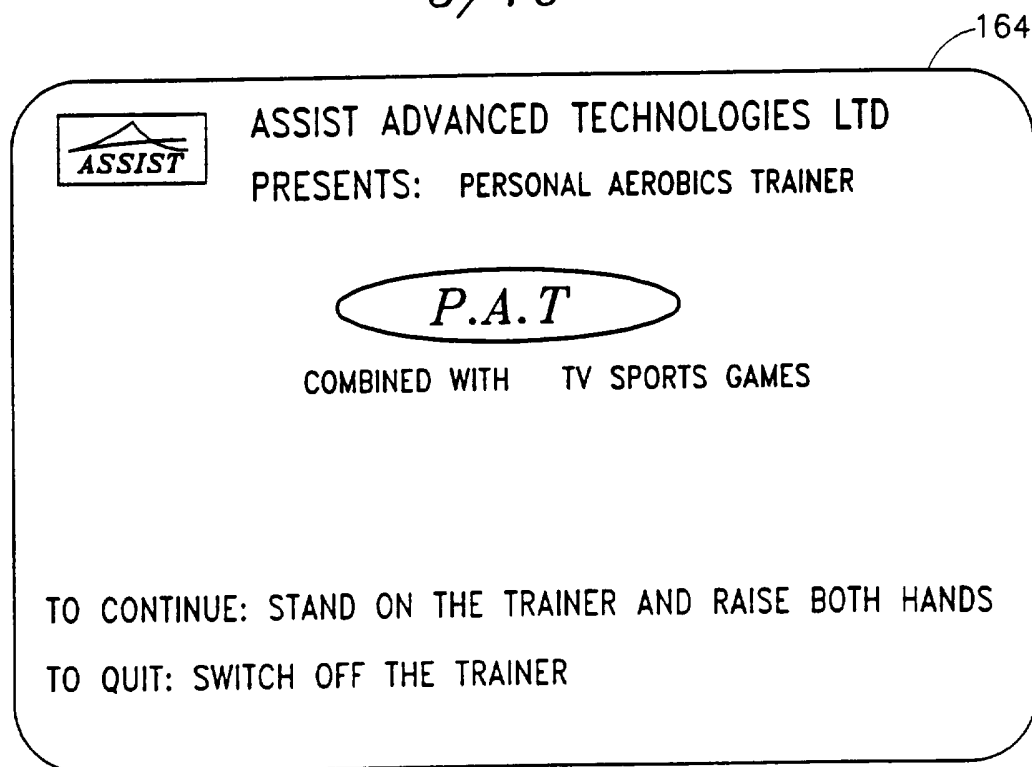 164
ASSIST
ASSIST ADVANCED TECHNOLOGIES LTD
PRESENTS: PERSONAL AEROBICS TRAINER
P.A.T
COMBINED WITH TV SPORTS GAMES
TO CONTINUE: STAND ON THE TRAINER AND RAISE BOTH HANDS
TO QUIT: SWITCH OFF THE TRAINER